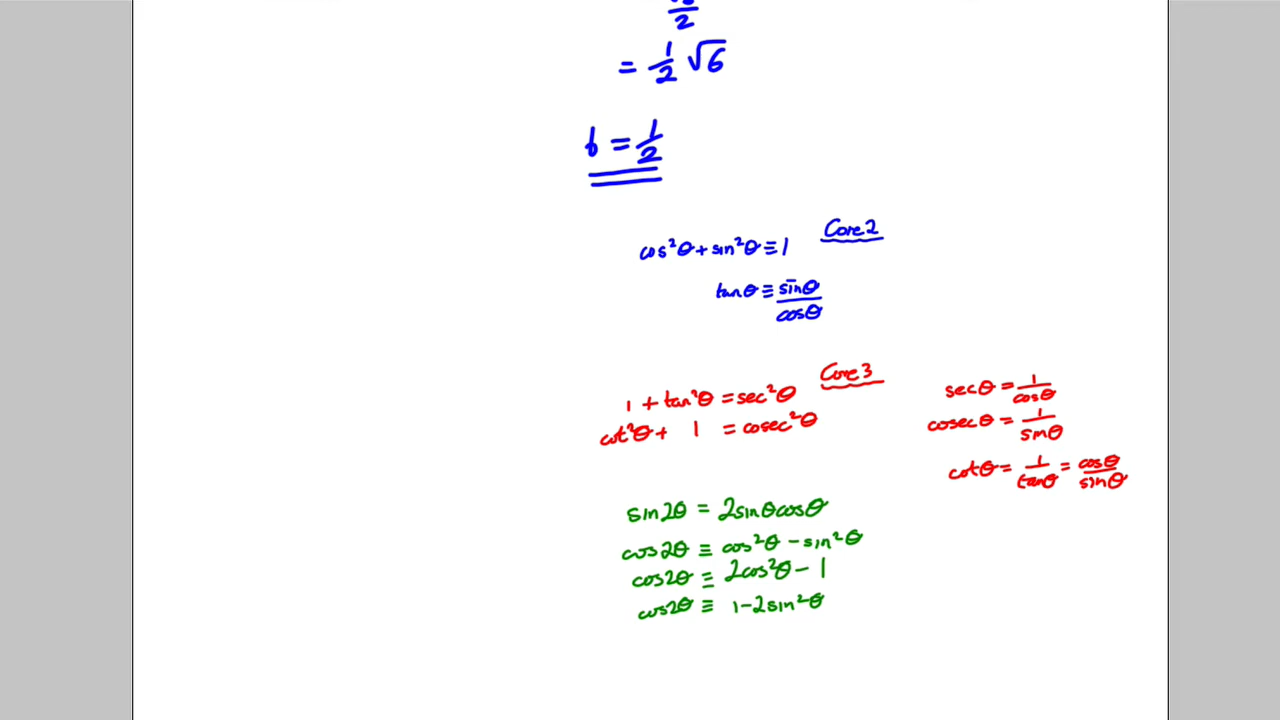 2
= 1/2 √6
b = 1/2
Core 2
cos²θ + sin²θ ≡ 1
tanθ ≡ sinθ/cosθ
Core 3
1 + tan²θ = sec²θ
cot²θ + 1 = cosec²θ
secθ = 1/cosθ
cosecθ = 1/sinθ
cotθ = 1/tanθ = cosθ/sinθ
sin2θ = 2sinθcosθ
cos2θ ≡ cos²θ - sin²θ
cos2θ ≡ 2cos²θ - 1
cos2θ ≡ 1 - 2sin²θ